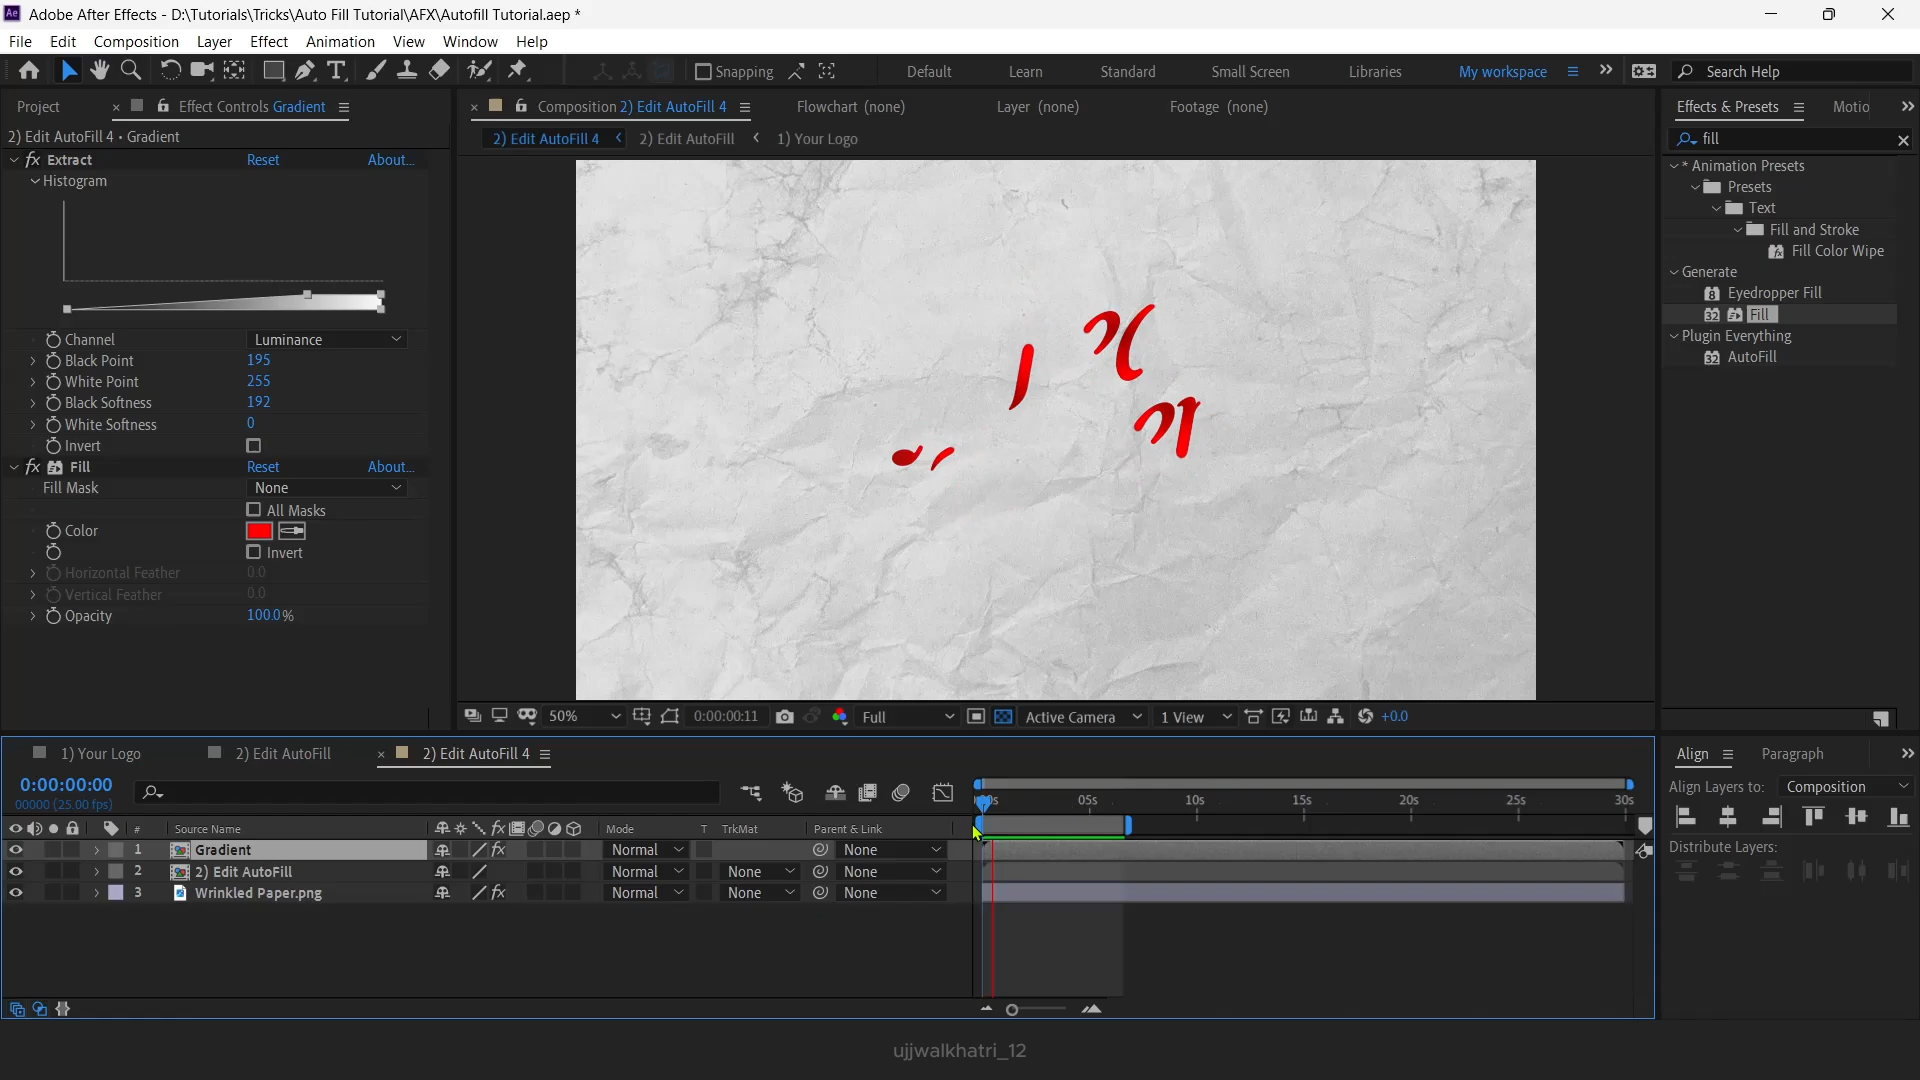 Adobe After Effects - D:\Tutorials\Tricks\Auto Fill Tutorial\AFX\Autofill Tutorial.aep *
File Edit Composition Layer Effect Animation View Window Help
Snapping Default Learn Standard Small Screen Libraries My workspace Search Help
Project Effect Controls Gradient
2) Edit AutoFill 4 • Gradient
fx Extract Reset About...
Histogram
Channel Luminance
Black Point 195
White Point 255
Black Softness 192
White Softness 0
Invert
fx Fill Reset About...
Fill Mask None
All Masks
Color
Invert
Horizontal Feather 0.0
Vertical Feather 0.0
Opacity 100.0%
Composition 2) Edit AutoFill 4 Flowchart (none) Layer (none) Footage (none)
2) Edit AutoFill 4 2) Edit AutoFill 1) Your Logo
50% 0:00:00:11 Full Active Camera 1 View +0.0
Effects & Presets Motio
fill
* Animation Presets
Presets
Text
Fill and Stroke
Fill Color Wipe
Generate
Eyedropper Fill
Fill
Plugin Everything
AutoFill
1) Your Logo 2) Edit AutoFill 2) Edit AutoFill 4
0:00:00:00
00000 (25.00 fps)
05s 10s 15s 20s 25s 30s
# Source Name Mode T TrkMat Parent & Link
1 Gradient Normal None
2 2) Edit AutoFill Normal None None
3 Wrinkled Paper.png Normal None None
Align Paragraph
Align Layers to: Composition
Distribute Layers:
ujjwalkhatri_12